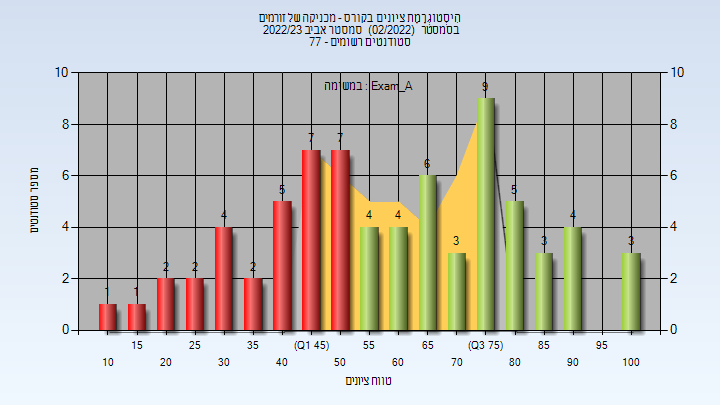 היסטוגרמת ציונים בקורס - מכניקה של זורמים
בסמסטר (02/2022) סמסטר אביב 2022/23
סטודנטים רשומים - 77
במשימה : Exam_A
מספר סטודנטים
10 10
8 8
6 6
4 4
2 2
0 0
1 1 2 2 4 2 5 7 7 4 4 6 3 9 5 3 4 3
15 25 35 (Q1 45) 55 65 (Q3 75) 85 95
10 20 30 40 50 60 70 80 90 100
טווח ציונים